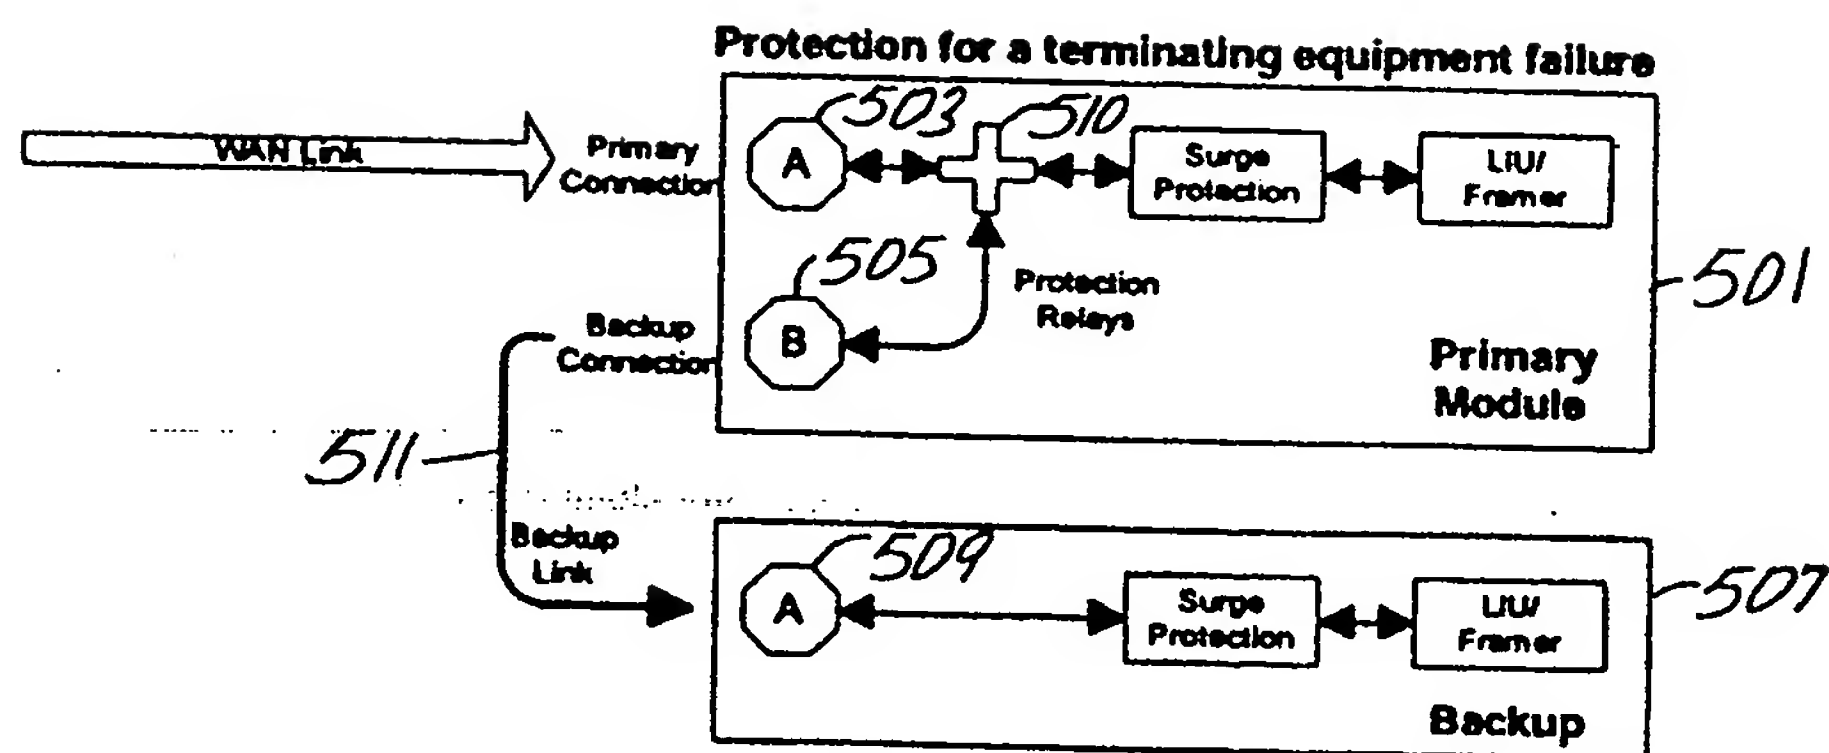 Protection for a terminating equipment failure
503
510
WAN Link
Primary
Connection
A
Surge
Protection
LIU/
Framer
505
Protection
Relays
501
Backup
Connection
B
Primary
Module
511
Backup
Link
509
A
Surge
Protection
LIU/
Framer
507
Backup